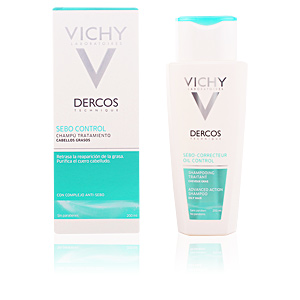 VICHY
LABORATOIRES
DERCOS
TECHNIQUE
SEBO CONTROL
CHAMPÚ TRATAMIENTO
CABELLOS GRASOS
Retrasa la reaparición de la grasa.
Purifica el cuero cabelludo.
CON COMPLEJO ANTI-SEBO
VICHY
LABORATOIRES
DERCOS
TECHNIQUE
SEBO-CORRECTEUR
OIL CONTROL
SHAMPOOING
TRAITANT
ADVANCED ACTION
SHAMPOO